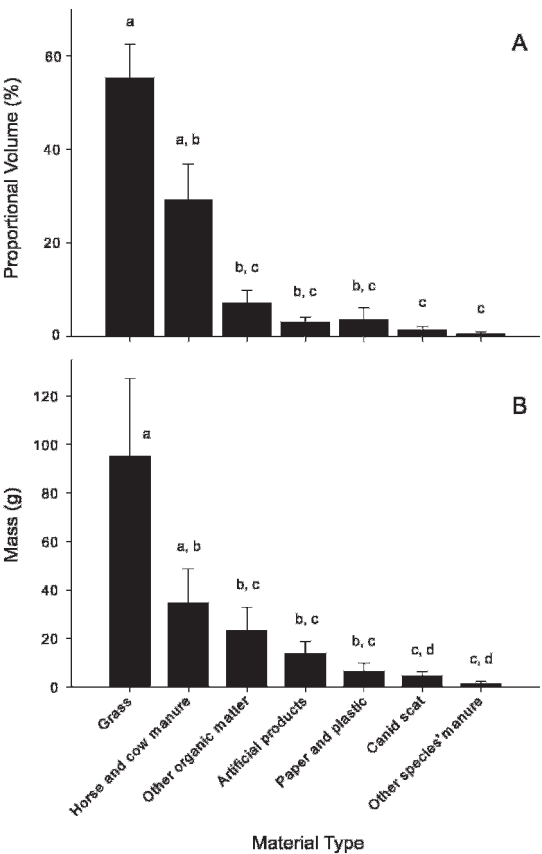 A
Proportional Volume (%)
60
40
20
0
a
a, b
b, c
b, c
b, c
c
c
B
Mass (g)
120
100
80
60
40
20
0
a
a, b
b, c
b, c
b, c
c, d
c, d
Grass
Horse and cow manure
Other organic matter
Artificial products
Paper and plastic
Canid scat
Other species' manure
Material Type